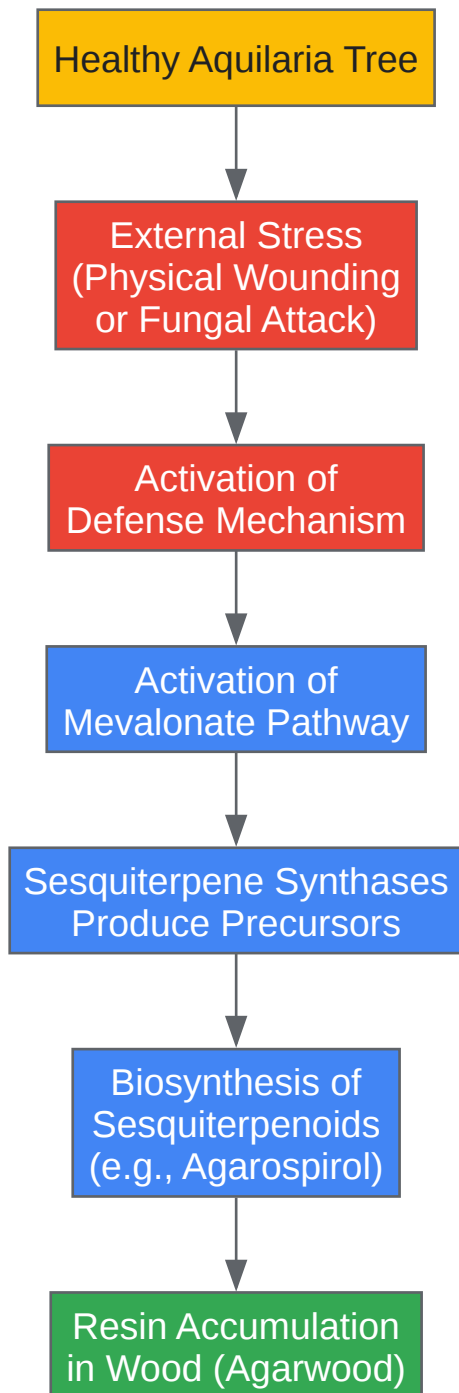 Healthy Aquilaria Tree
External Stress
(Physical Wounding
or Fungal Attack)
Activation of
Defense Mechanism
Activation of
Mevalonate Pathway
Sesquiterpene Synthases
Produce Precursors
Biosynthesis of
Sesquiterpenoids
(e.g., Agarospirol)
Resin Accumulation
in Wood (Agarwood)